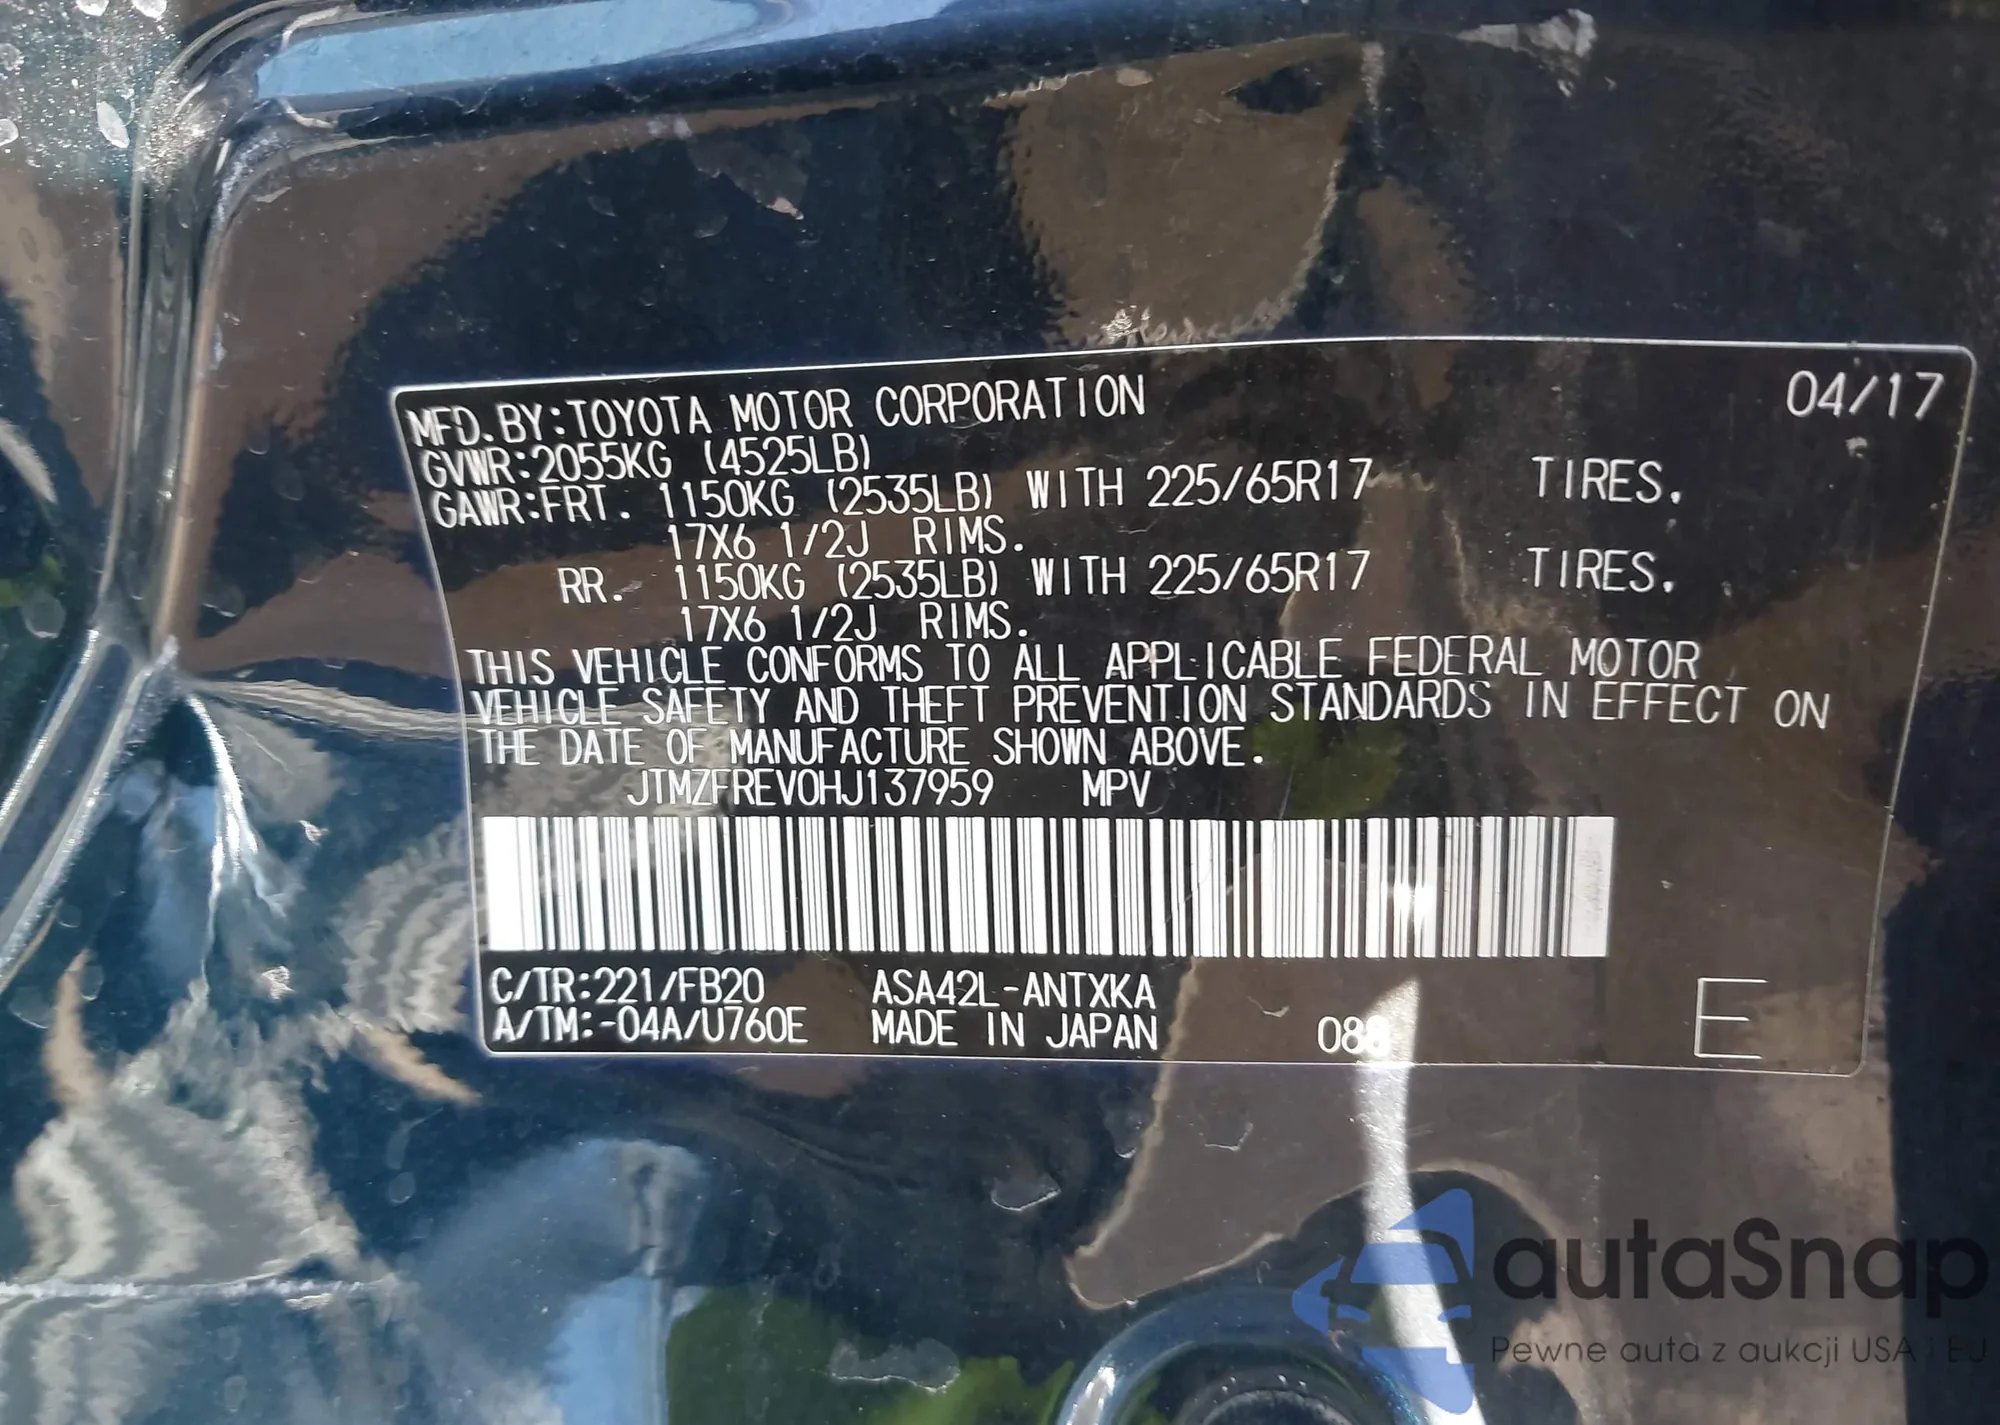 04/17
MFD.BY:TOYOTA MOTOR CORPORATION
GVWR:2055KG (4525LB)
GAWR:FRT. 1150KG (2535LB) WITH 225/65R17 TIRES.
17X6 1/2J RIMS.
RR. 1150KG (2535LB) WITH 225/65R17 TIRES.
17X6 1/2J RIMS.
THIS VEHICLE CONFORMS TO ALL APPLICABLE FEDERAL MOTOR
VEHICLE SAFETY AND THEFT PREVENTION STANDARDS IN EFFECT ON
THE DATE OF MANUFACTURE SHOWN ABOVE.
JTMZFREV0HJ137959 MPV
C/TR:221/FB20 ASA42L-ANTXKA
A/TM:-04A/U760E MADE IN JAPAN
E
autaSnap
Pewne auta z aukcji USA i EU